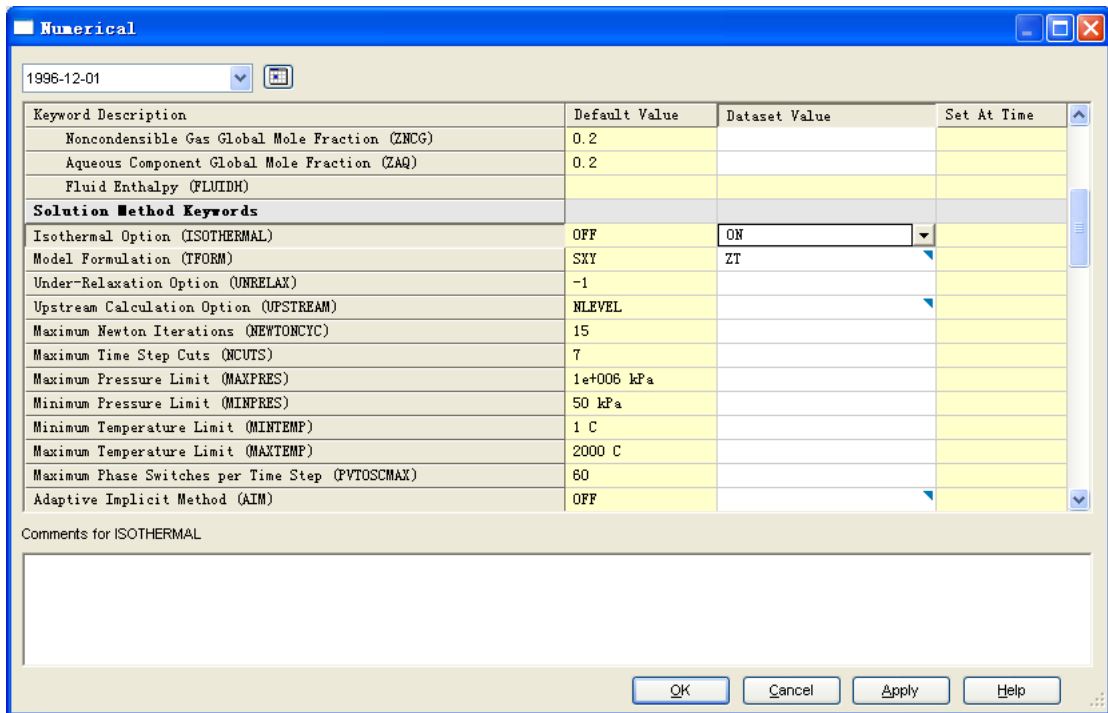 Numerical
1996-12-01
Keyword Description Default Value Dataset Value Set At Time
Noncondensible Gas Global Mole Fraction (ZNCG) 0.2
Aqueous Component Global Mole Fraction (ZAQ) 0.2
Fluid Enthalpy (FLUIDH)
Solution Method Keywords
Isothermal Option (ISOTHERMAL) OFF ON
Model Formulation (TFORM) SXY ZT
Under-Relaxation Option (UNRELAX) -1
Upstream Calculation Option (UPSTREAM) NLEVEL
Maximum Newton Iterations (NEWTONCYC) 15
Maximum Time Step Cuts (NCUTS) 7
Maximum Pressure Limit (MAXPRES) 1e+006 kPa
Minimum Pressure Limit (MINPRES) 50 kPa
Minimum Temperature Limit (MINTEMP) 1 C
Maximum Temperature Limit (MAXTEMP) 2000 C
Maximum Phase Switches per Time Step (PVTOSCMAX) 60
Adaptive Implicit Method (AIM) OFF
Comments for ISOTHERMAL
OK Cancel Apply Help